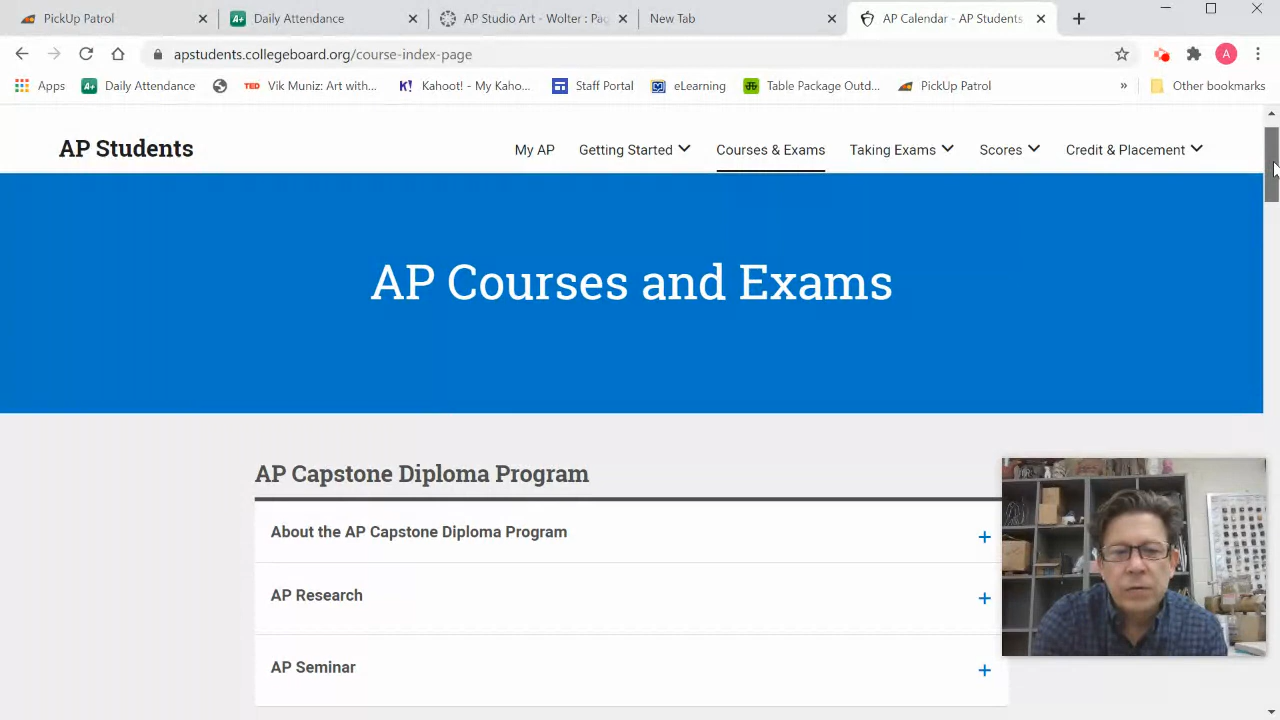 PickUp Patrol
Daily Attendance
AP Studio Art - Wolter : Pag
New Tab
AP Calendar - AP Students
apstudents.collegeboard.org/course-index-page
A
Apps
Daily Attendance
TED Vik Muniz: Art with...
Kahoot! - My Kaho...
Staff Portal
eLearning
Table Package Outd...
PickUp Patrol
»
Other bookmarks
AP Students
My AP
Getting Started
Courses & Exams
Taking Exams
Scores
Credit & Placement
AP Courses and Exams
AP Capstone Diploma Program
About the AP Capstone Diploma Program
+
AP Research
+
AP Seminar
+